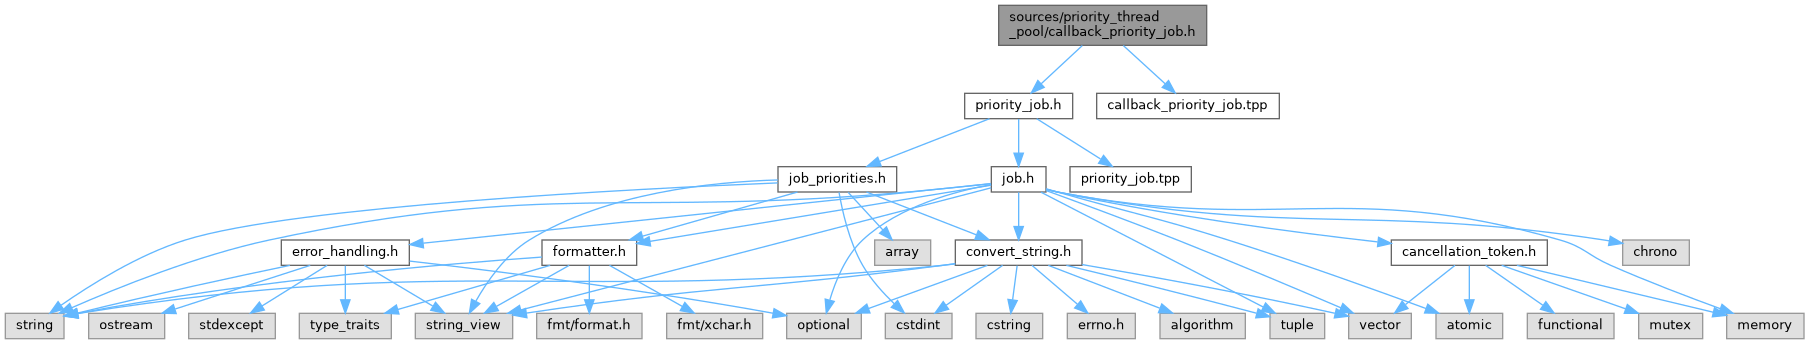 sources/priority_thread
_pool/callback_priority_job.h
priority_job.h
callback_priority_job.tpp
job_priorities.h
job.h
priority_job.tpp
error_handling.h
formatter.h
array
convert_string.h
cancellation_token.h
chrono
string
ostream
stdexcept
type_traits
string_view
fmt/format.h
fmt/xchar.h
optional
cstdint
cstring
errno.h
algorithm
tuple
vector
atomic
functional
mutex
memory